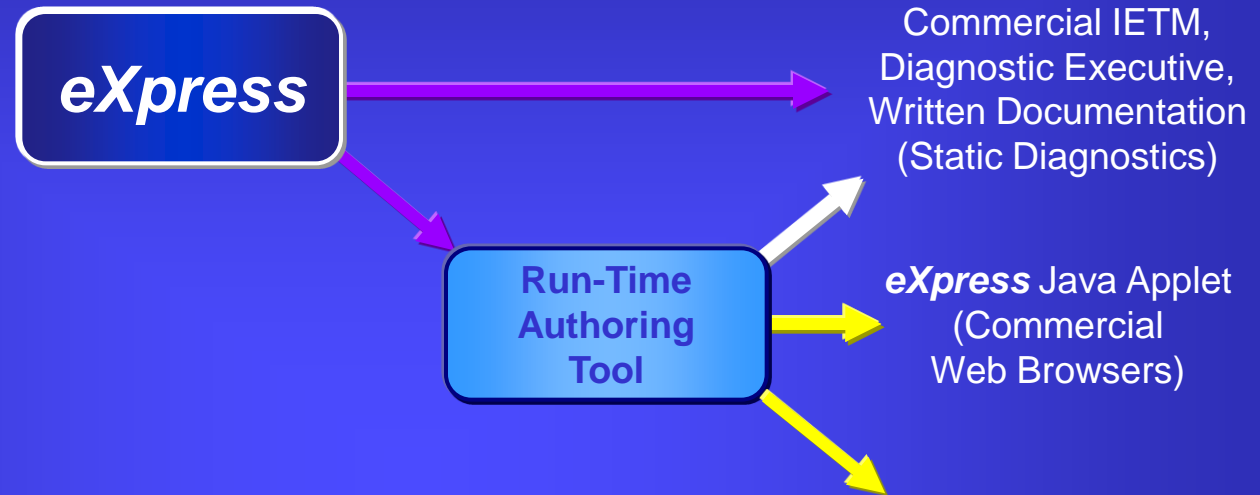 eXpress
Commercial IETM,
Diagnostic Executive,
Written Documentation
(Static Diagnostics)
Run-Time
Authoring
Tool
eXpress Java Applet
(Commercial
Web Browsers)